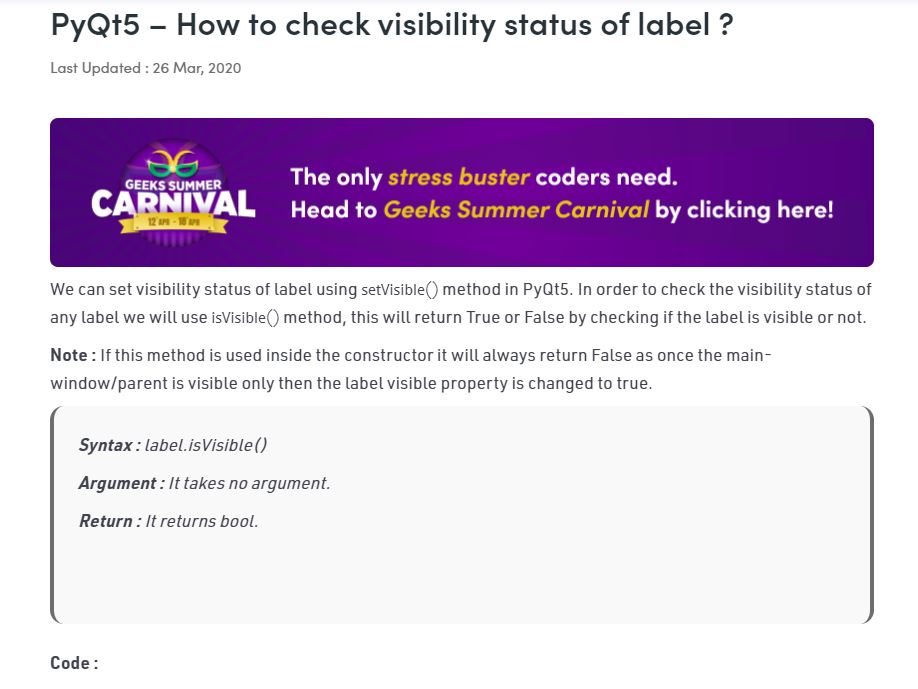 PyQt5 – How to check visibility status of label ?
Last Updated : 26 Mar, 2020
GEEKS SUMMER
CARNIVAL
12 APR - 18 APR
The only stress buster coders need.
Head to Geeks Summer Carnival by clicking here!
We can set visibility status of label using setVisible() method in PyQt5. In order to check the visibility status of
any label we will use isVisible() method, this will return True or False by checking if the label is visible or not.
Note : If this method is used inside the constructor it will always return False as once the main-
window/parent is visible only then the label visible property is changed to true.
Syntax : label.isVisible()
Argument : It takes no argument.
Return : It returns bool.
Code :